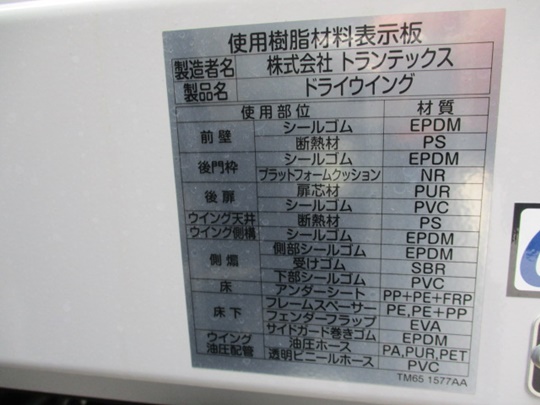 使用樹脂材料表示板
製造者名 株式会社 トランテックス
製品名 ドライウイング
使用部位 材質
前壁 シールゴム EPDM
断熱材 PS
後門枠 シールゴム EPDM
プラットフォームクッション NR
後扉 扉芯材 PUR
シールゴム PVC
ウイング天井 断熱材 PS
ウイング側構 シールゴム EPDM
側煽 側部シールゴム EPDM
受けゴム SBR
下部シールゴム PVC
床 アンダーシート PP+PE+FRP
床下 フレームスペーサー PE,PE+PP
フェンダーフラップ EVA
サイドガード巻きゴム EPDM
ウイング油圧配管 油圧ホース PA,PUR,PET
透明ビニールホース PVC
TM65 1577AA